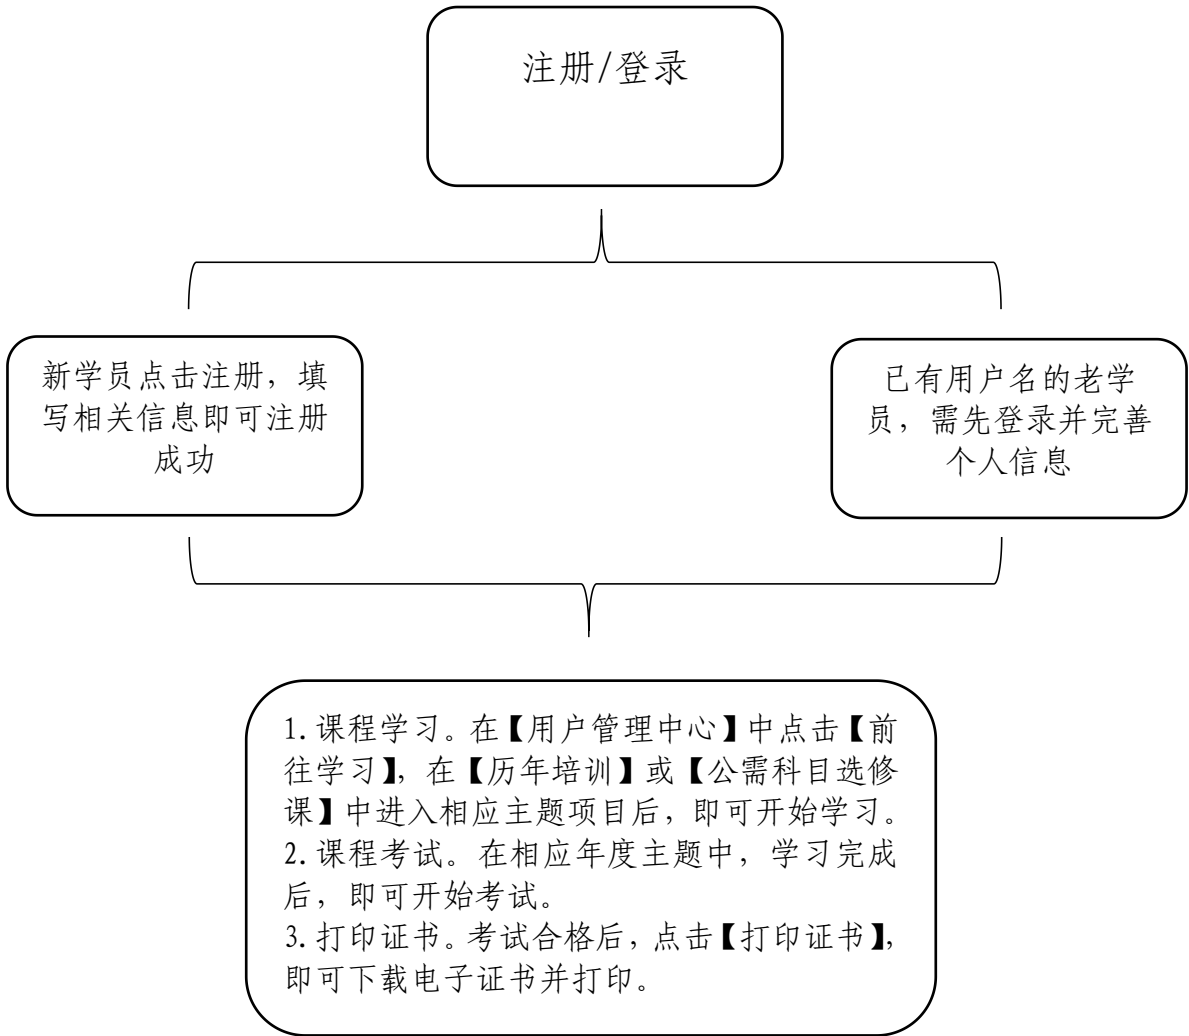 注册/登录
新学员点击注册，填
写相关信息即可注册
成功
已有用户名的老学
员，需先登录并完善
个人信息
1.课程学习。在【用户管理中心】中点击【前
往学习】，在【历年培训】或【公需科目选修
课】中进入相应主题项目后，即可开始学习。
2.课程考试。在相应年度主题中，学习完成
后，即可开始考试。
3.打印证书。考试合格后，点击【打印证书】，
即可下载电子证书并打印。